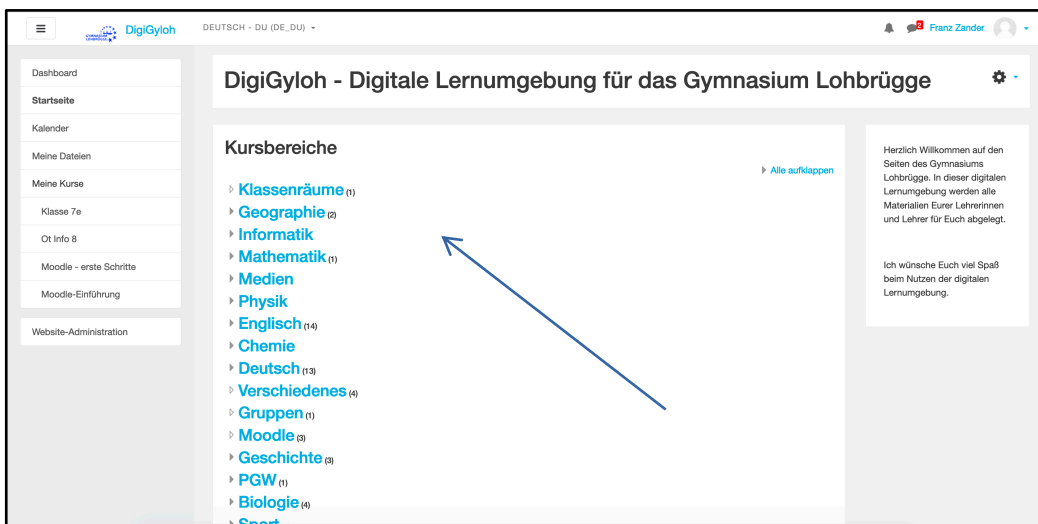 DigiGyloh
DEUTSCH - DU (DE_DU)
2
Franz Zander
Dashboard
Startseite
Kalender
Meine Dateien
Meine Kurse
Klasse 7e
Ot Info 8
Moodle - erste Schritte
Moodle-Einführung
Website-Administration
DigiGyloh - Digitale Lernumgebung für das Gymnasium Lohbrügge
Kursbereiche
Alle aufklappen
Klassenräume (1)
Geographie (2)
Informatik
Mathematik (1)
Medien
Physik
Englisch (14)
Chemie
Deutsch (13)
Verschiedenes (4)
Gruppen (1)
Moodle (3)
Geschichte (3)
PGW (1)
Biologie (4)
Sport
Herzlich Willkommen auf den
Seiten des Gymnasiums
Lohbrügge. In dieser digitalen
Lernumgebung werden alle
Materialien Eurer Lehrerinnen
und Lehrer für Euch abgelegt.
Ich wünsche Euch viel Spaß
beim Nutzen der digitalen
Lernumgebung.